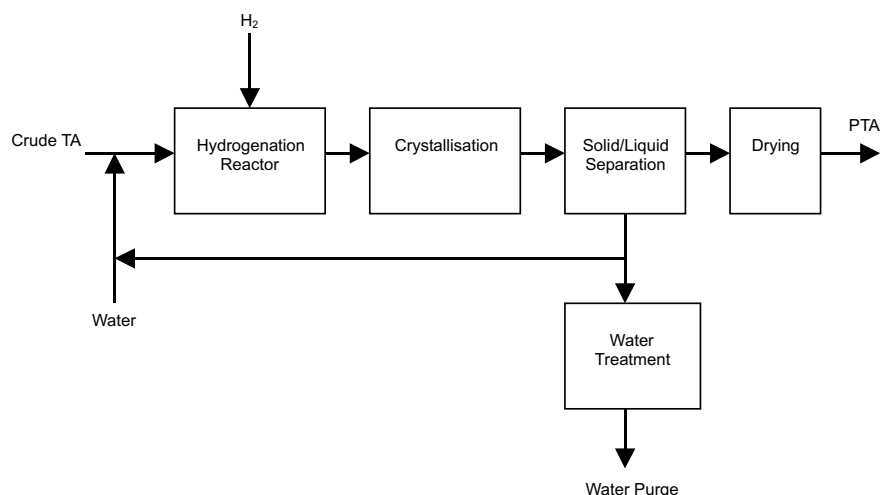 H₂
Crude TA
Hydrogenation
Reactor
Crystallisation
Solid/Liquid
Separation
Drying
PTA
Water
Water
Treatment
Water Purge